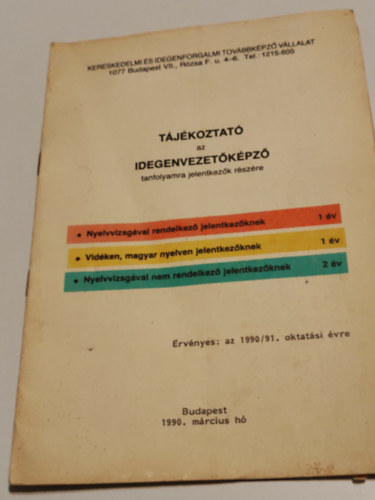 KERESKEDELMI ÉS IDEGENFORGALMI TOVÁBBKÉPZŐ VÁLLALAT
1077 Budapest VII., Rózsa F. u. 4–6. Tel.: 1215-600
TÁJÉKOZTATÓ
az
IDEGENVEZETŐKÉPZŐ
tanfolyamra jelentkezők részére
• Nyelvvizsgával rendelkező jelentkezőknek 1 év
• Vidéken, magyar nyelven jelentkezőknek 1 év
• Nyelvvizsgával nem rendelkező jelentkezőknek 2 év
Érvényes: az 1990/91. oktatási évre
Budapest
1990. március hó